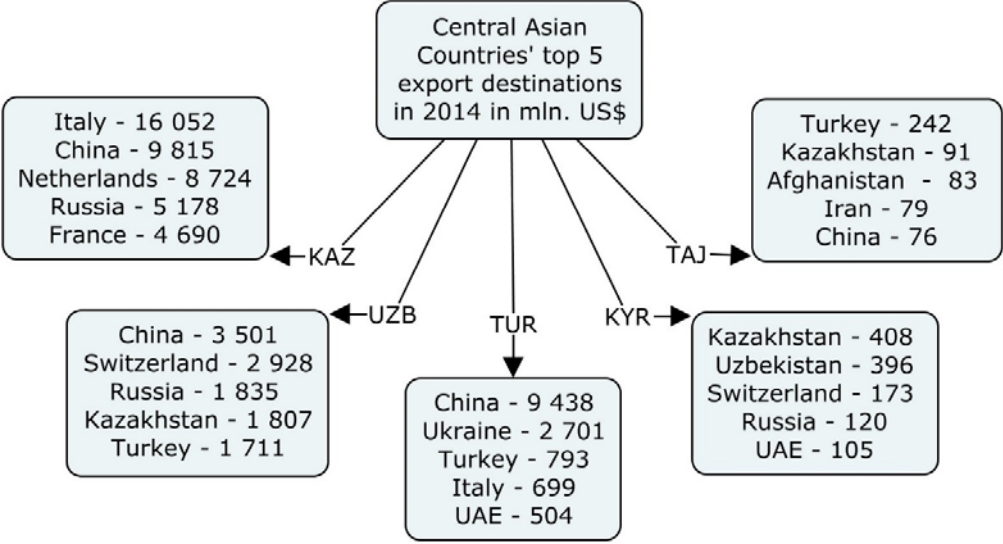 Central Asian
Countries' top 5
export destinations
in 2014 in mln. US$
Italy - 16 052
China - 9 815
Netherlands - 8 724
Russia - 5 178
France - 4 690
KAZ
China - 3 501
Switzerland - 2 928
Russia - 1 835
Kazakhstan - 1 807
Turkey - 1 711
UZB
TUR
China - 9 438
Ukraine - 2 701
Turkey - 793
Italy - 699
UAE - 504
KYR
Kazakhstan - 408
Uzbekistan - 396
Switzerland - 173
Russia - 120
UAE - 105
TAJ
Turkey - 242
Kazakhstan - 91
Afghanistan - 83
Iran - 79
China - 76